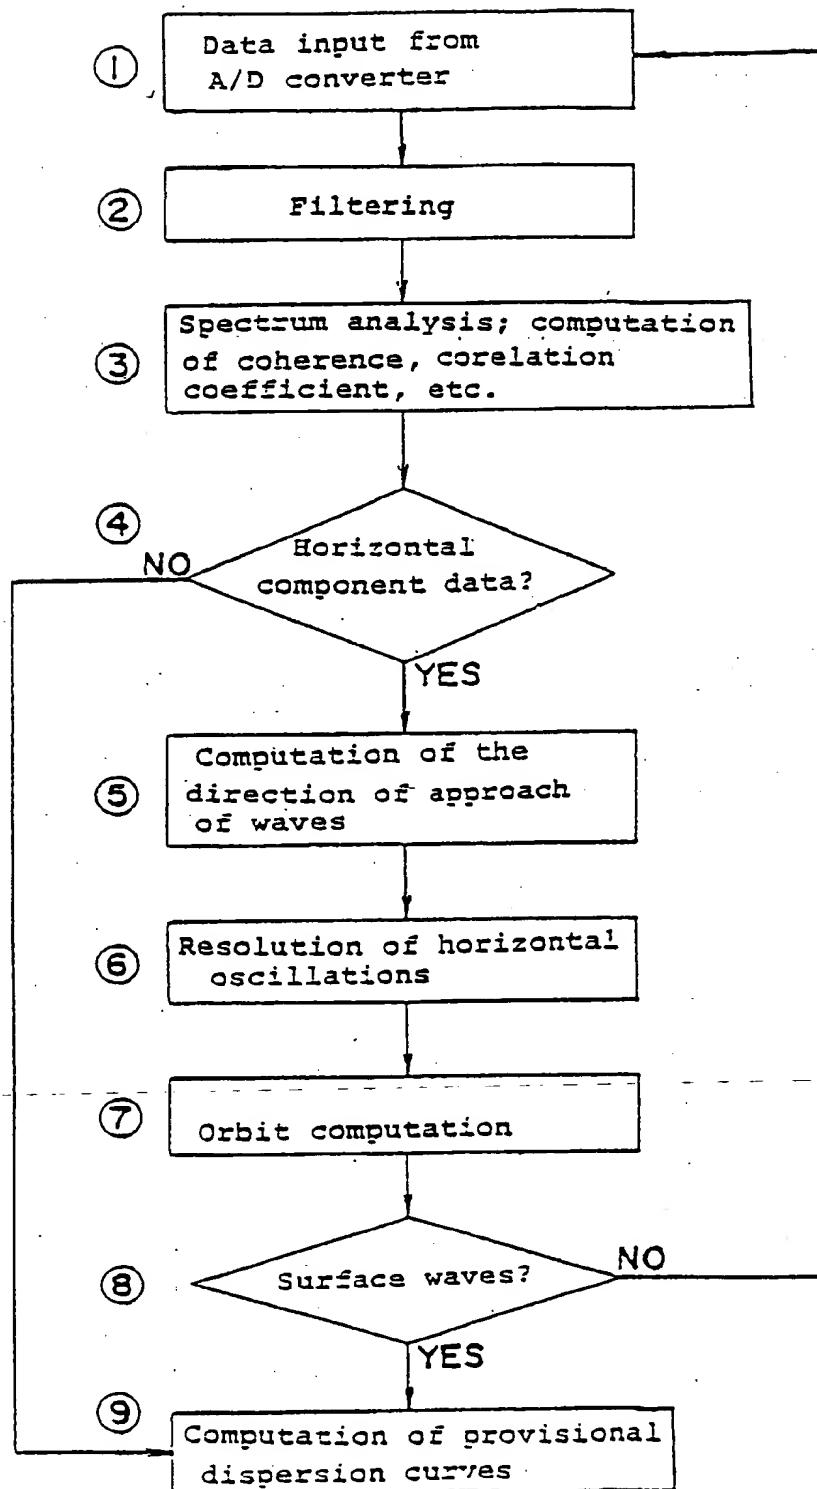 ①
Data input from
A/D converter
②
Filtering
③
Spectrum analysis; computation
of coherence, corelation
coefficient, etc.
④
Horizontal
component data?
NO
YES
⑤
Computation of the
direction of approach
of waves
⑥
Resolution of horizontal
oscillations
⑦
Orbit computation
⑧
Surface waves?
NO
YES
⑨
Computation of provisional
dispersion curves